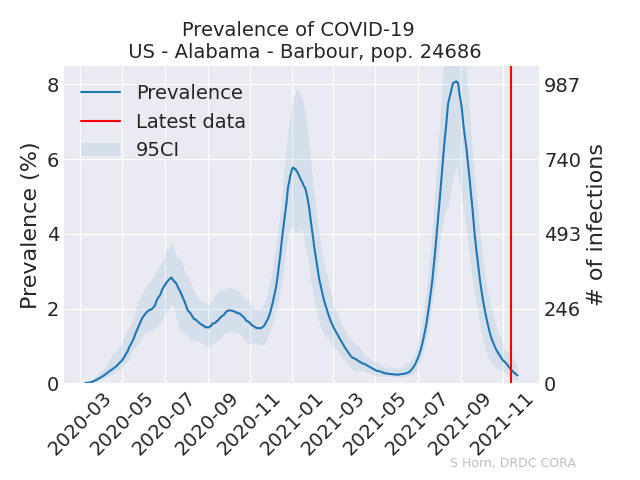 Prevalence of COVID-19
US - Alabama - Barbour, pop. 24686
Prevalence (%)
8
6
4
2
0
Prevalence
Latest data
95CI
987
740
493
246
0
# of infections
2020-03
2020-05
2020-07
2020-09
2020-11
2021-01
2021-03
2021-05
2021-07
2021-09
2021-11
S Horn, DRDC CORA